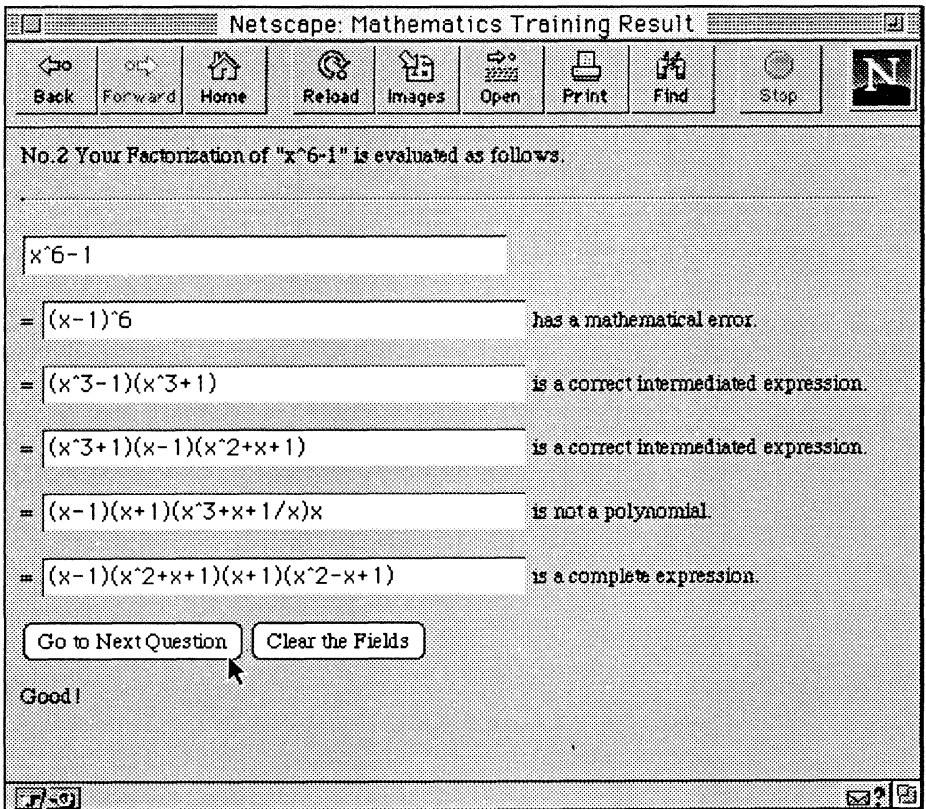 Netscape: Mathematics Training Result
Back Forward Home Reload Images Open Print Find Stop N
No.2 Your Factorization of "x^6-1" is evaluated as follows.
x^6-1
= (x-1)^6 has a mathematical error.
= (x^3-1)(x^3+1) is a correct intermediated expression.
= (x^3+1)(x-1)(x^2+x+1) is a correct intermediated expression.
= (x-1)(x+1)(x^3+x+1/x)x is not a polynomial.
= (x-1)(x^2+x+1)(x+1)(x^2-x+1) is a complete expression.
Go to Next Question Clear the Fields
Good!
?